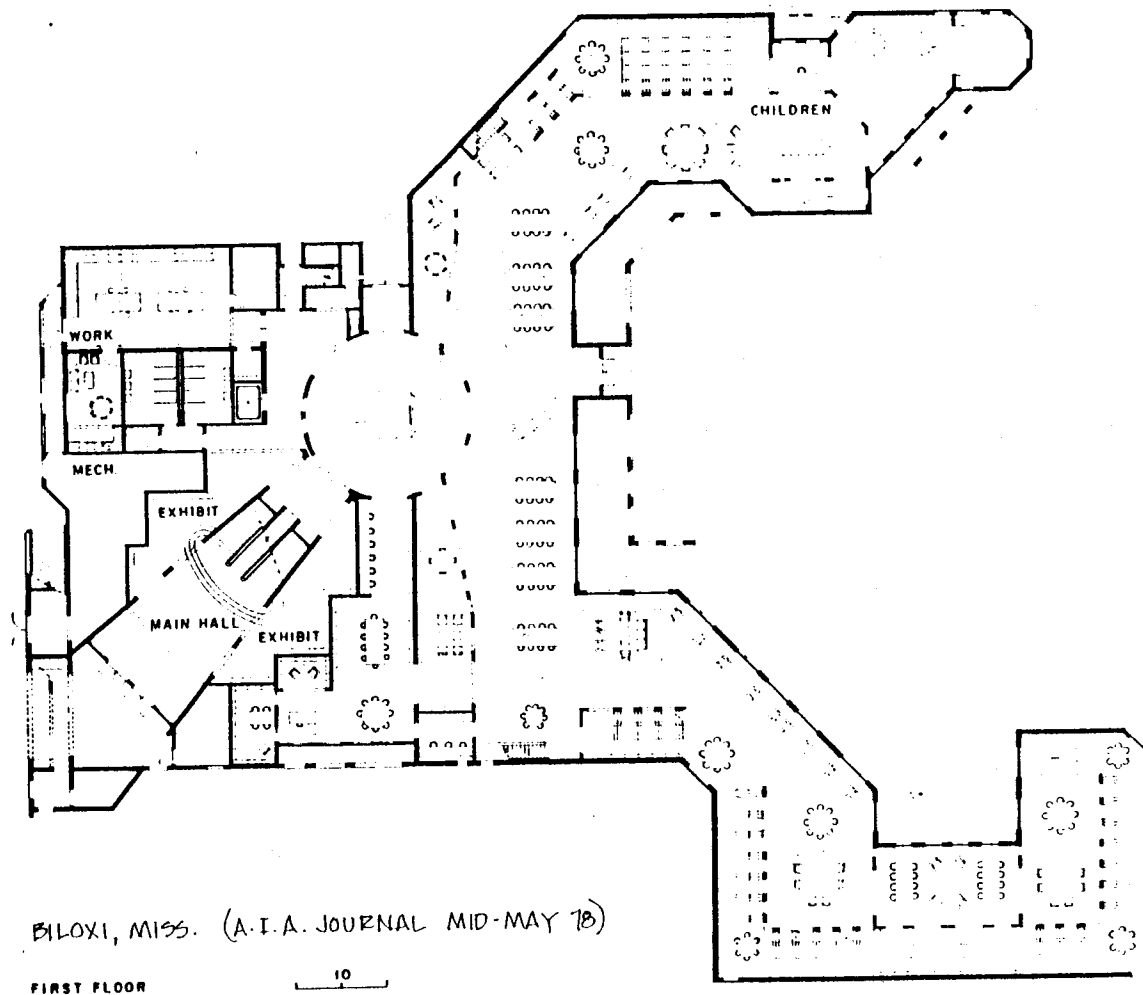 CHILDREN
WORK
MECH.
EXHIBIT
MAIN HALL
EXHIBIT
BILOXI, MISS. (A.I.A. JOURNAL MID-MAY 78)
10
FIRST FLOOR